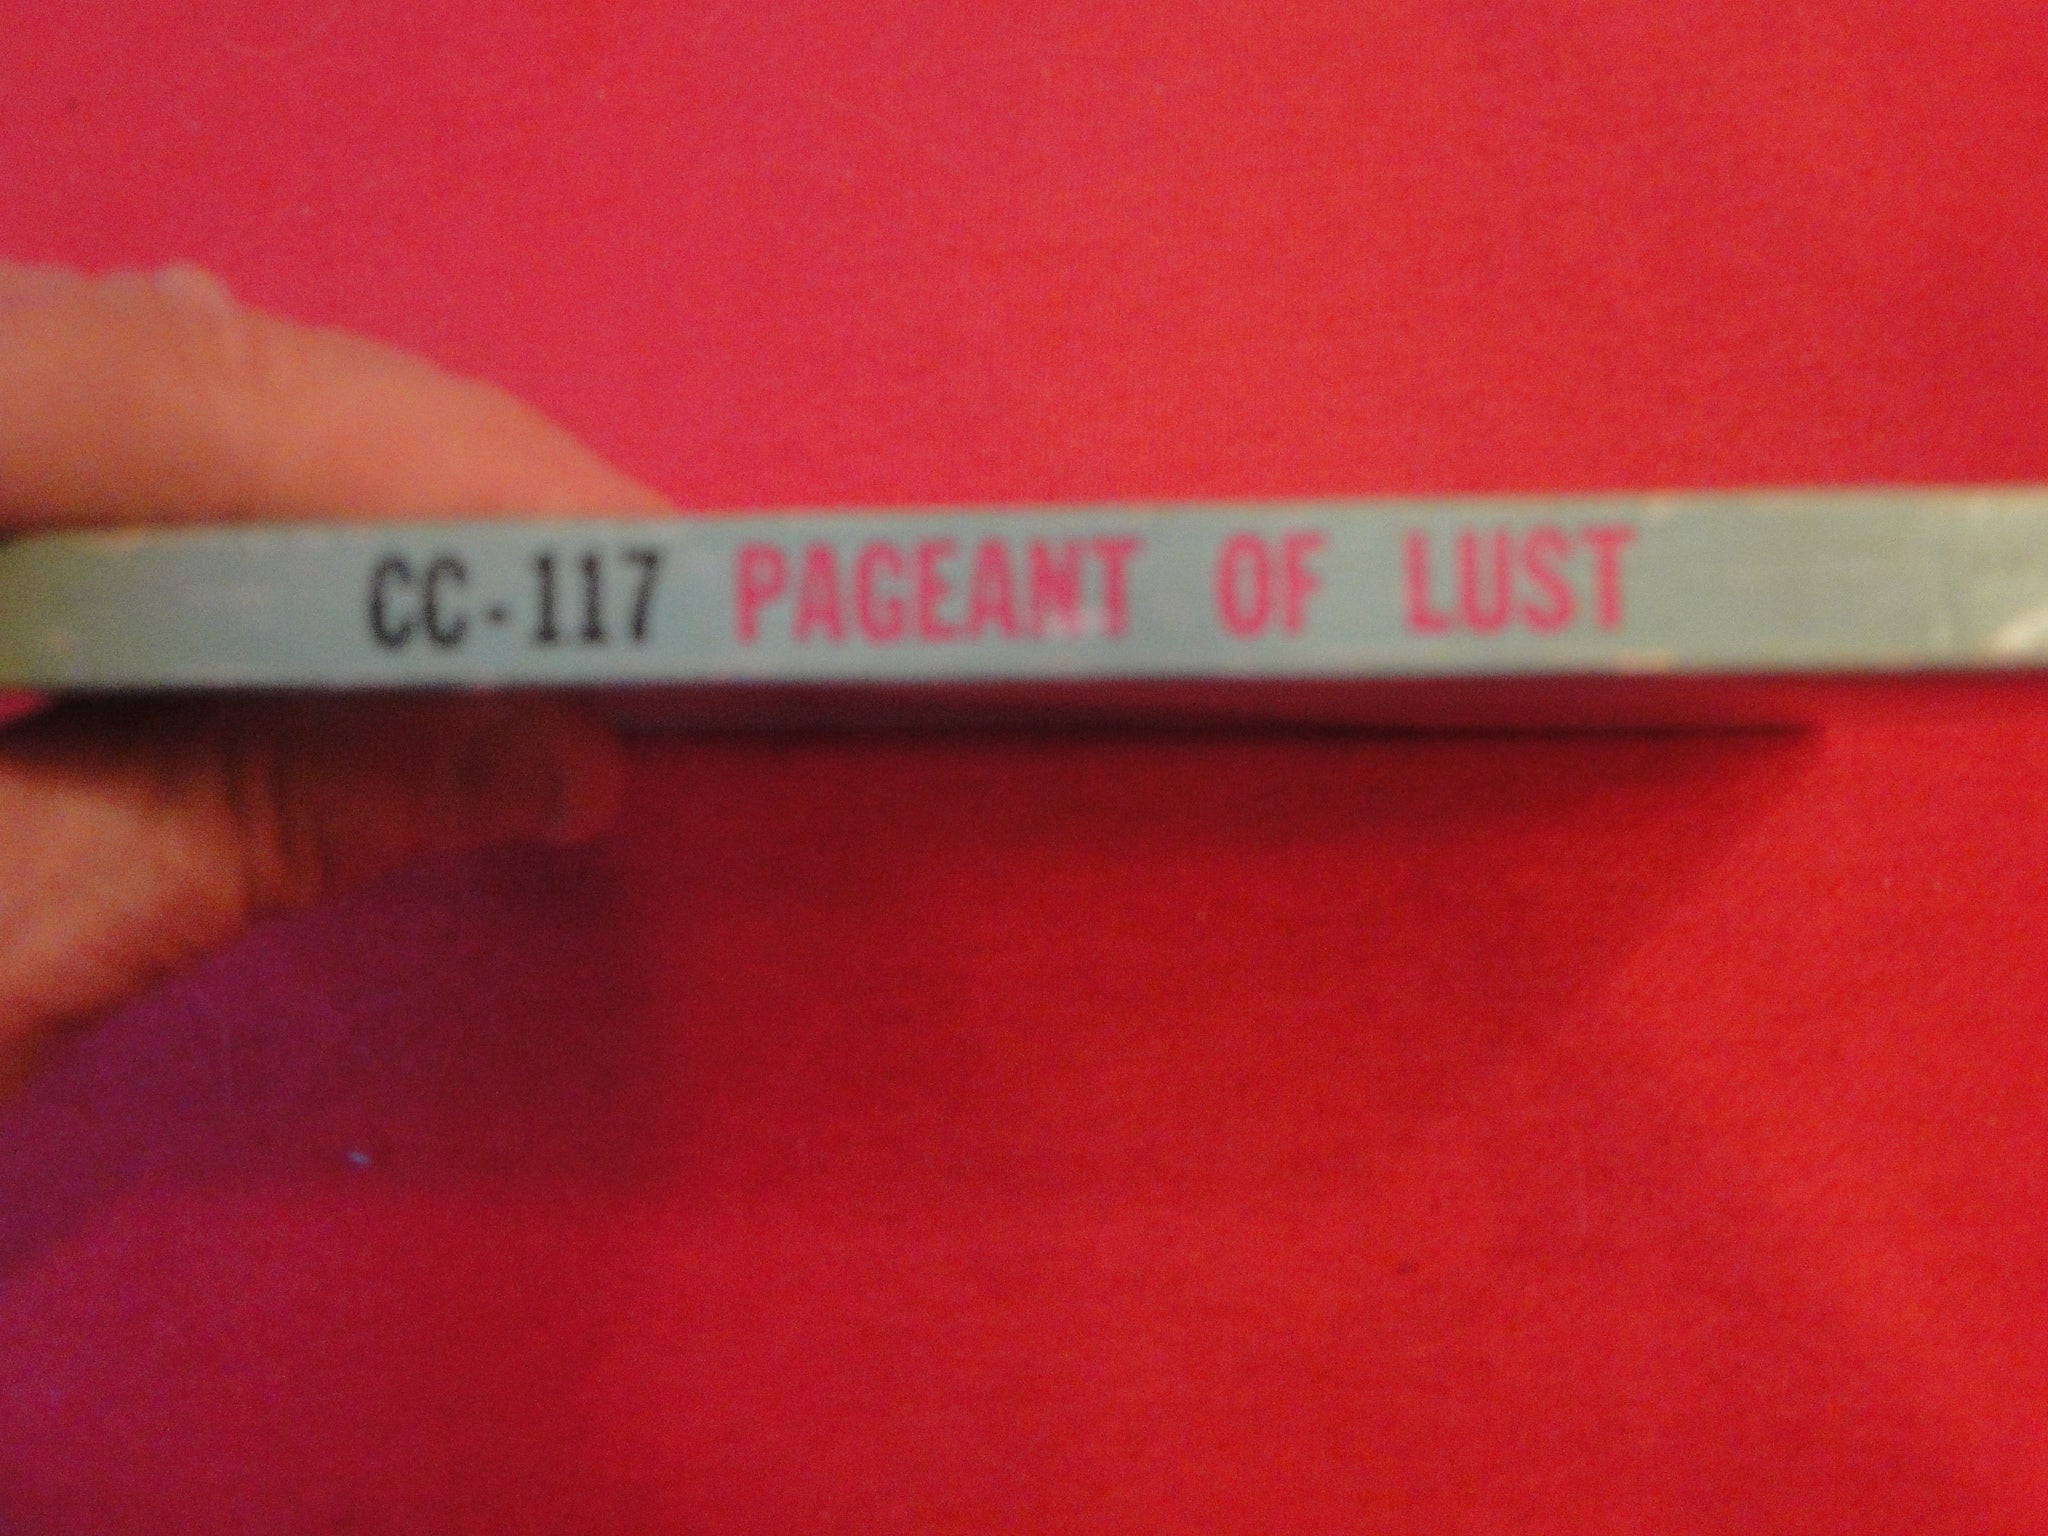 CC-117 PAGEANT OF LUST